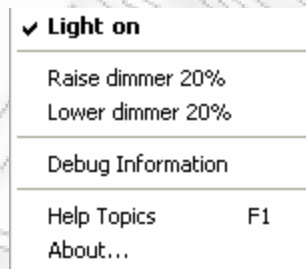 Light on
Raise dimmer 20%
Lower dimmer 20%
Debug Information
Help Topics F1
About...